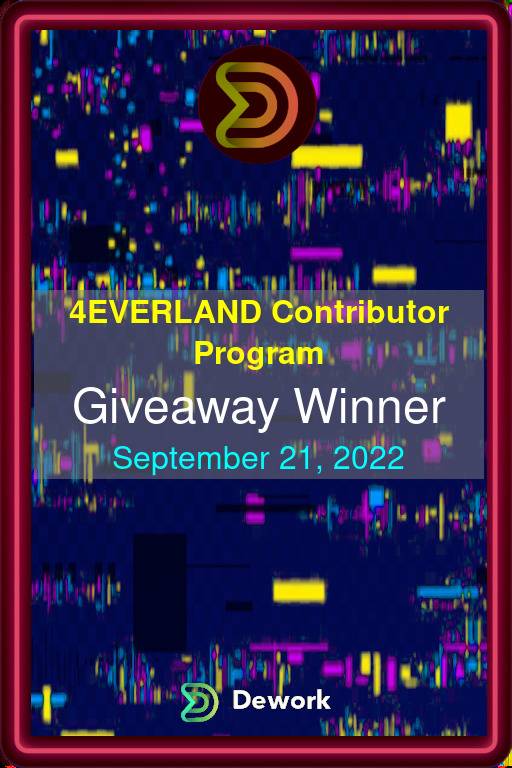 4EVERLAND Contributor
Program
Giveaway Winner
September 21, 2022
Dework